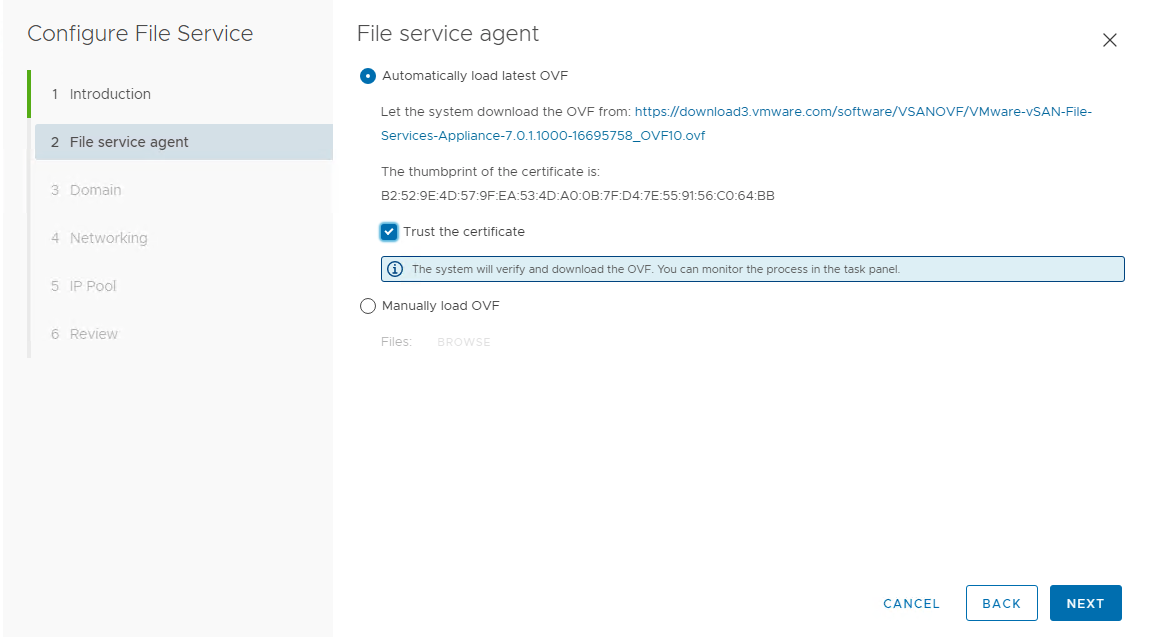 Configure File Service
1 Introduction
2 File service agent
3 Domain
4 Networking
5 IP Pool
6 Review
File service agent
Automatically load latest OVF
Let the system download the OVF from: https://download3.vmware.com/software/VSANOVF/VMware-vSAN-File-
Services-Appliance-7.0.1.1000-16695758_OVF10.ovf
The thumbprint of the certificate is:
B2:52:9E:4D:57:9F:EA:53:4D:A0:0B:7F:D4:7E:55:91:56:C0:64:BB
Trust the certificate
The system will verify and download the OVF. You can monitor the process in the task panel.
Manually load OVF
Files: BROWSE
CANCEL BACK NEXT